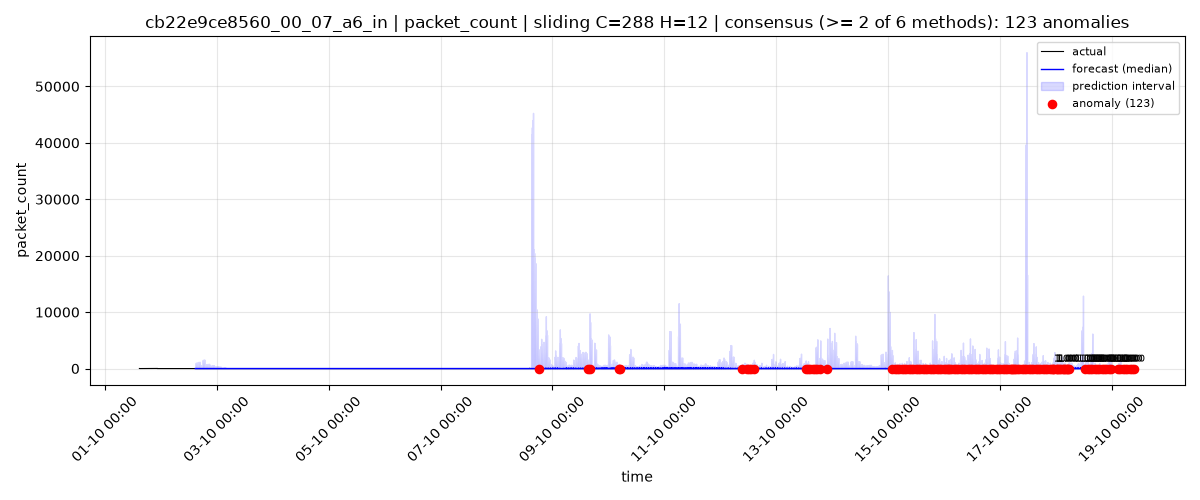 cb22e9ce8560_00_07_a6_in | packet_count | sliding C=288 H=12 | consensus (>= 2 of 6 methods): 123 anomalies
actual
forecast (median)
prediction interval
anomaly (123)
packet_count
50000
40000
30000
20000
10000
0
01-10 00:00
03-10 00:00
05-10 00:00
07-10 00:00
09-10 00:00
11-10 00:00
13-10 00:00
15-10 00:00
17-10 00:00
19-10 00:00
time